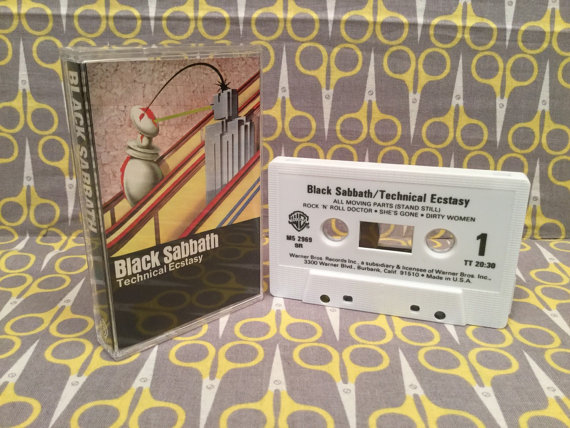 BLACK SABBATH
Black Sabbath
Technical Ecstasy
Black Sabbath/Technical Ecstasy
ALL MOVING PARTS (STAND STILL)
ROCK 'N' ROLL DOCTOR • SHE'S GONE • DIRTY WOMEN
M5 2969
SR
1
TT 20:30
Warner Bros. Records Inc., a subsidiary & licensee of Warner Bros. Inc.,
3300 Warner Blvd., Burbank, Calif. 91510 • Made in U.S.A.